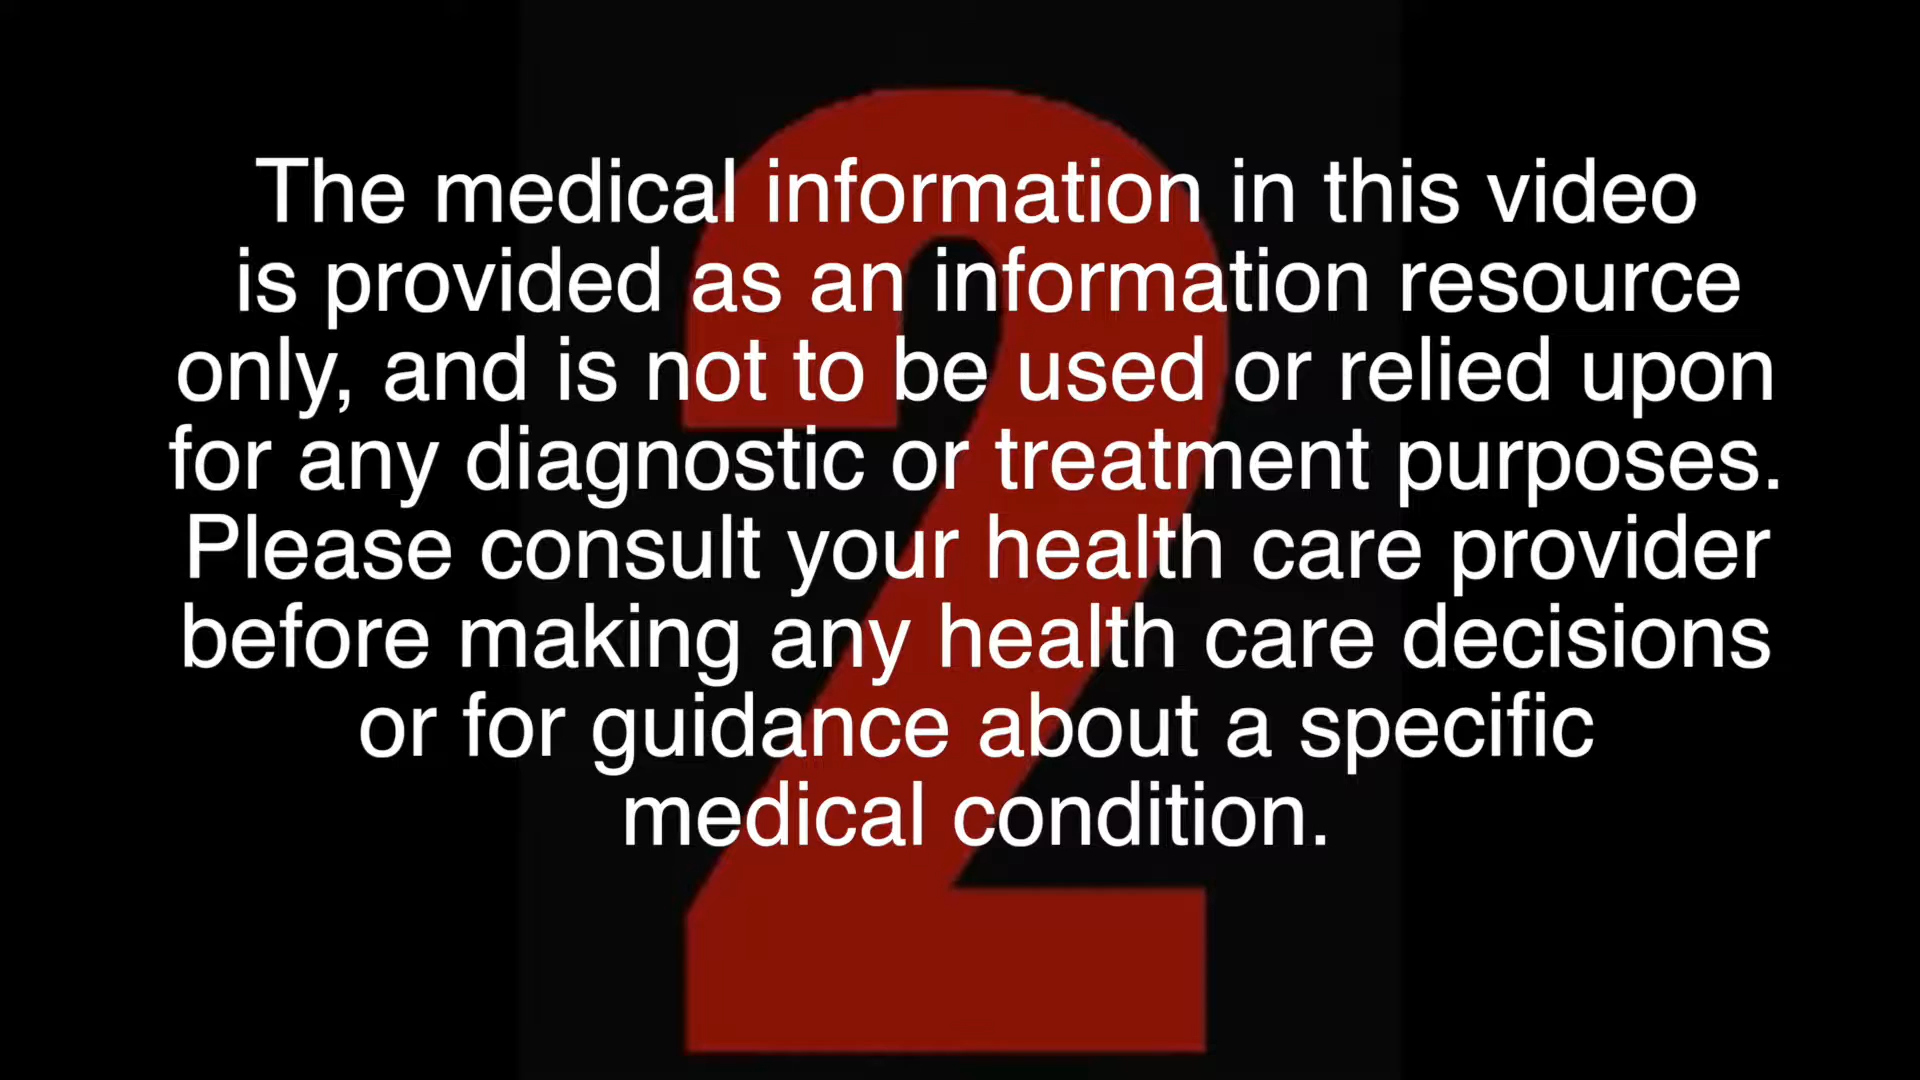 2
The medical information in this video
is provided as an information resource
only, and is not to be used or relied upon
for any diagnostic or treatment purposes.
Please consult your health care provider
before making any health care decisions
or for guidance about a specific
medical condition.